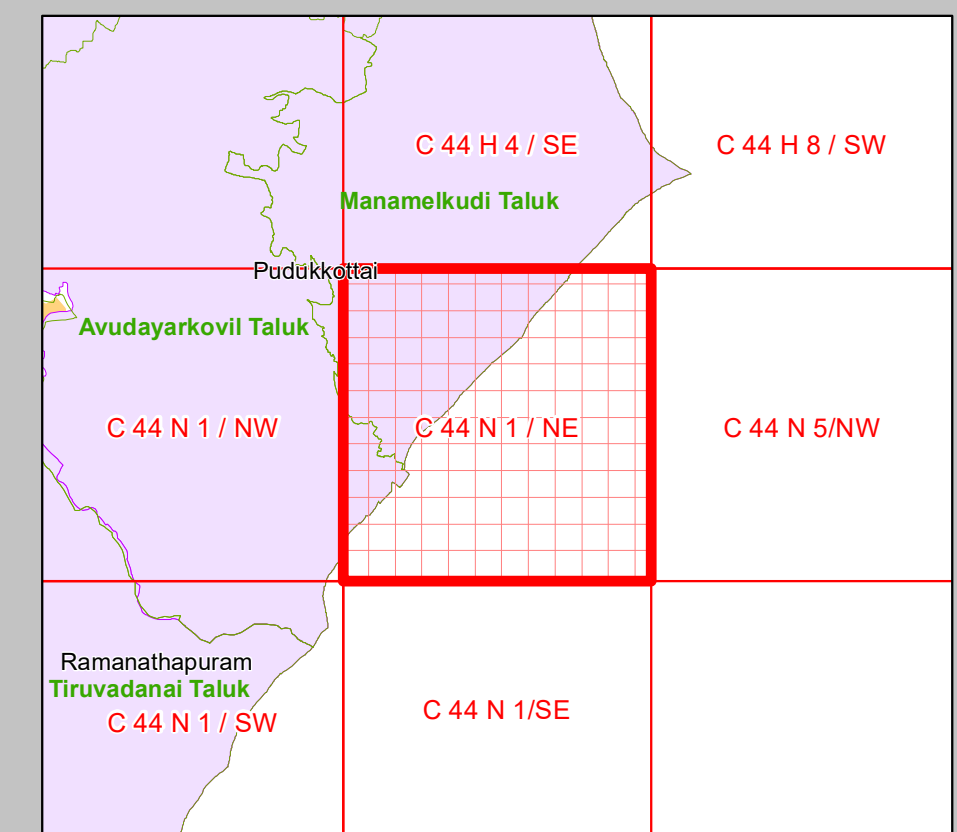 C 44 H 4 / SE
C 44 H 8 / SW
Manamelkudi Taluk
Pudukkottai
Avudayarkovil Taluk
C 44 N 1 / NW
C 44 N 1 / NE
C 44 N 5/NW
Ramanathapuram
Tiruvadanai Taluk
C 44 N 1 / SW
C 44 N 1/SE